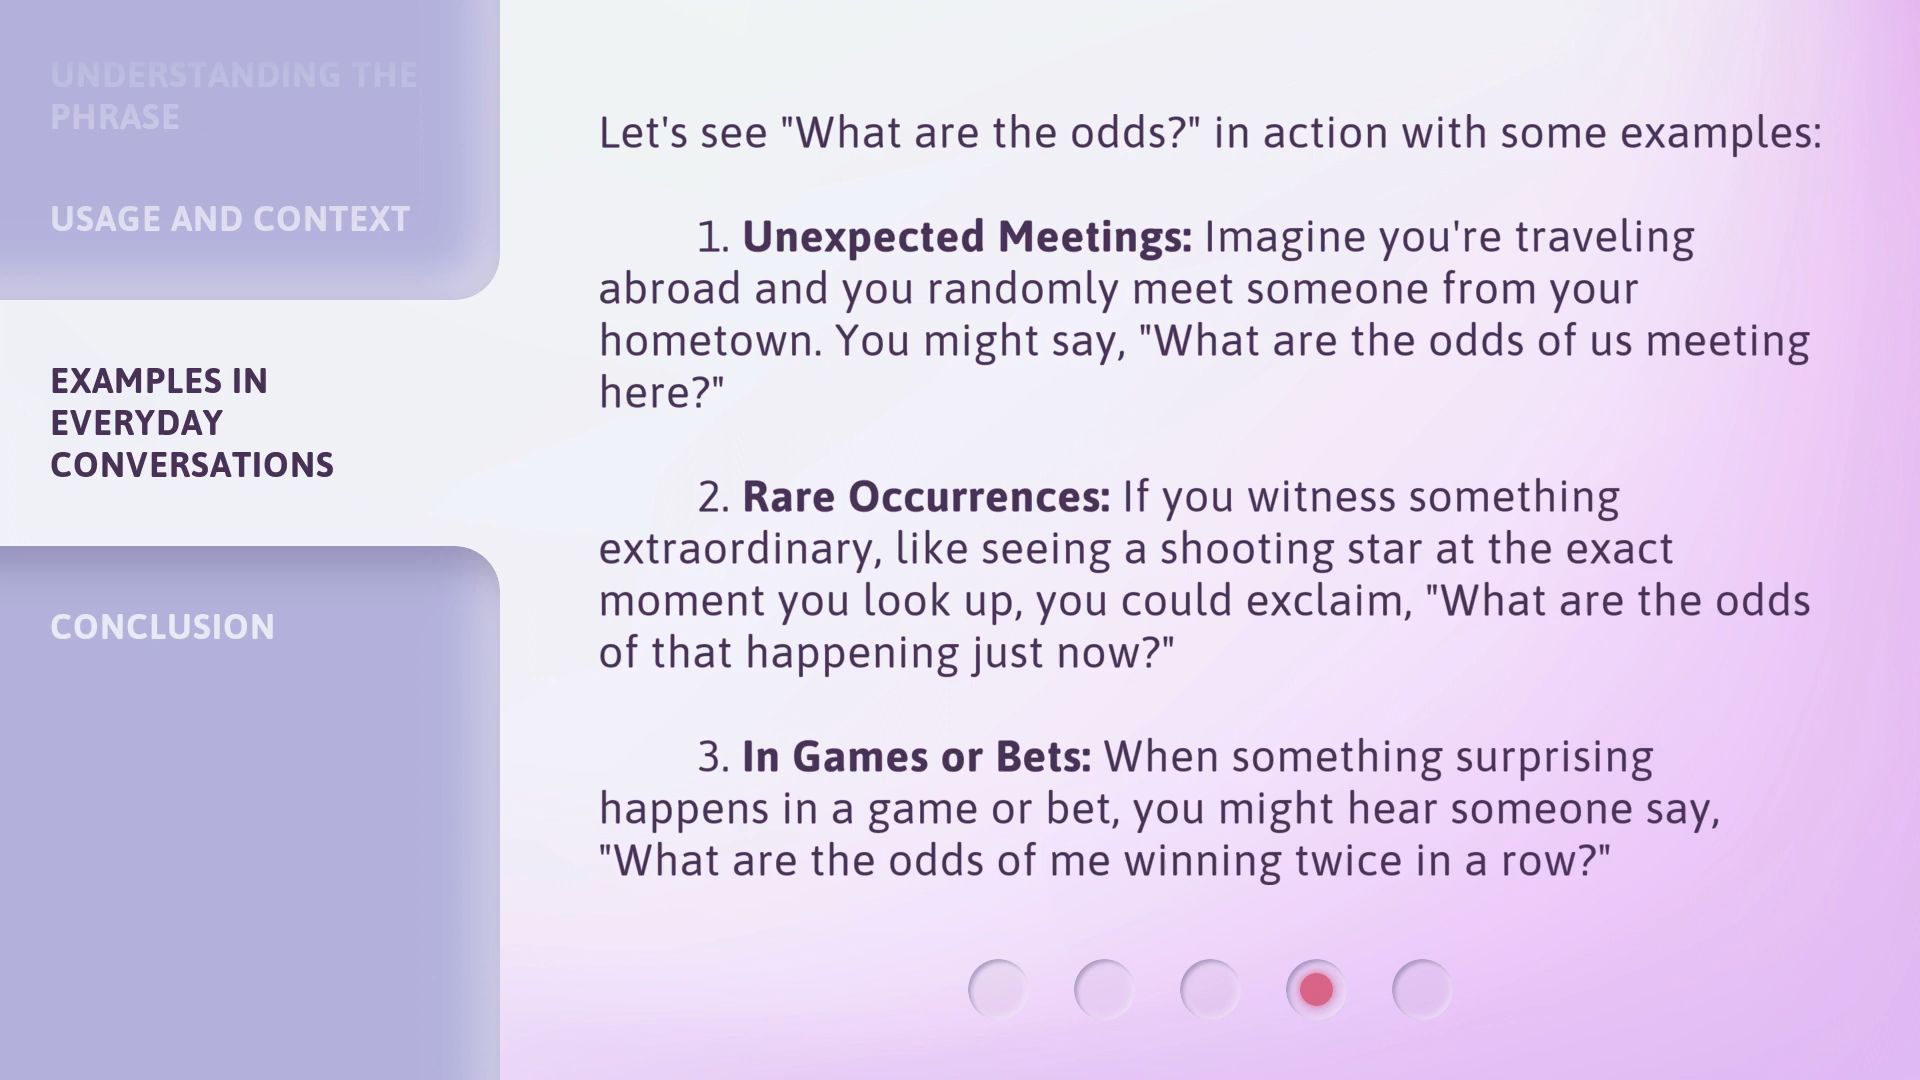 UNDERSTANDING THE
PHRASE
USAGE AND CONTEXT
EXAMPLES IN
EVERYDAY
CONVERSATIONS
CONCLUSION
Let's see "What are the odds?" in action with some examples:
1. Unexpected Meetings: Imagine you're traveling
abroad and you randomly meet someone from your
hometown. You might say, "What are the odds of us meeting
here?"
2. Rare Occurrences: If you witness something
extraordinary, like seeing a shooting star at the exact
moment you look up, you could exclaim, "What are the odds
of that happening just now?"
3. In Games or Bets: When something surprising
happens in a game or bet, you might hear someone say,
"What are the odds of me winning twice in a row?"